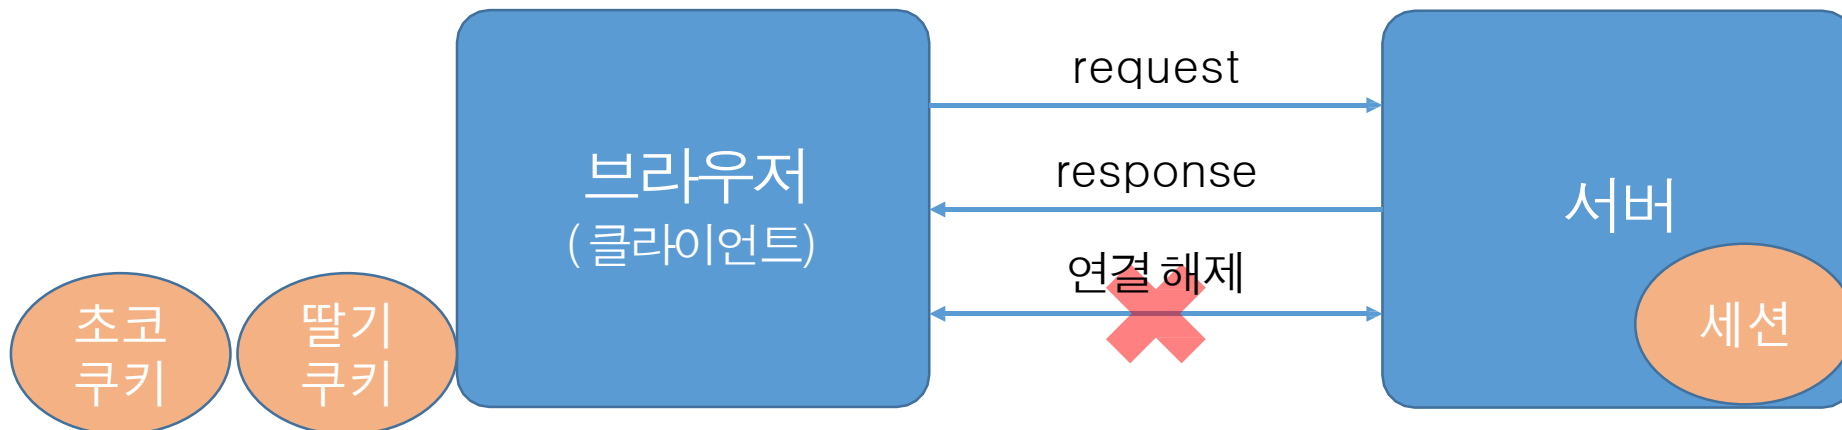 request
response
브라우저
(클라이언트)
서버
연결 해제
초코
쿠키
딸기
쿠키
세션